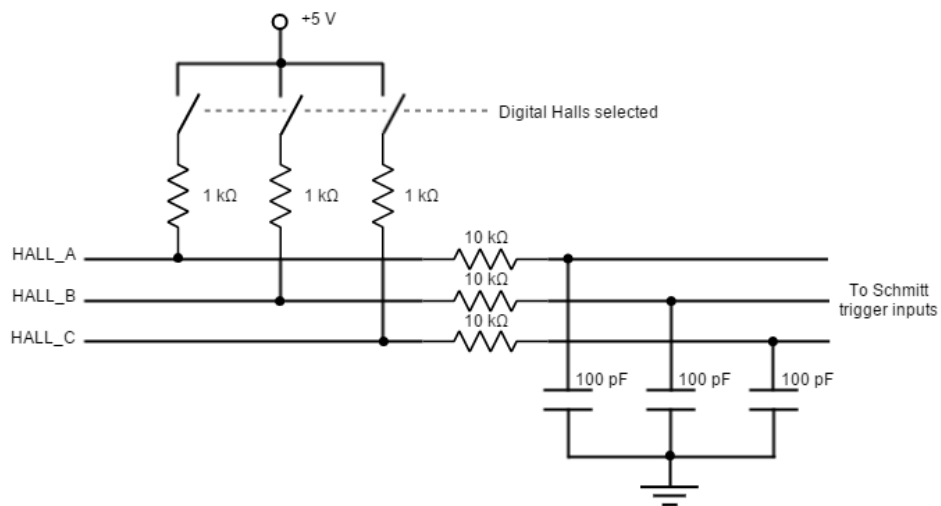 +5 V
Digital Halls selected
1 kΩ
1 kΩ
1 kΩ
HALL_A
10 kΩ
HALL_B
10 kΩ
To Schmitt
trigger inputs
HALL_C
10 kΩ
100 pF
100 pF
100 pF